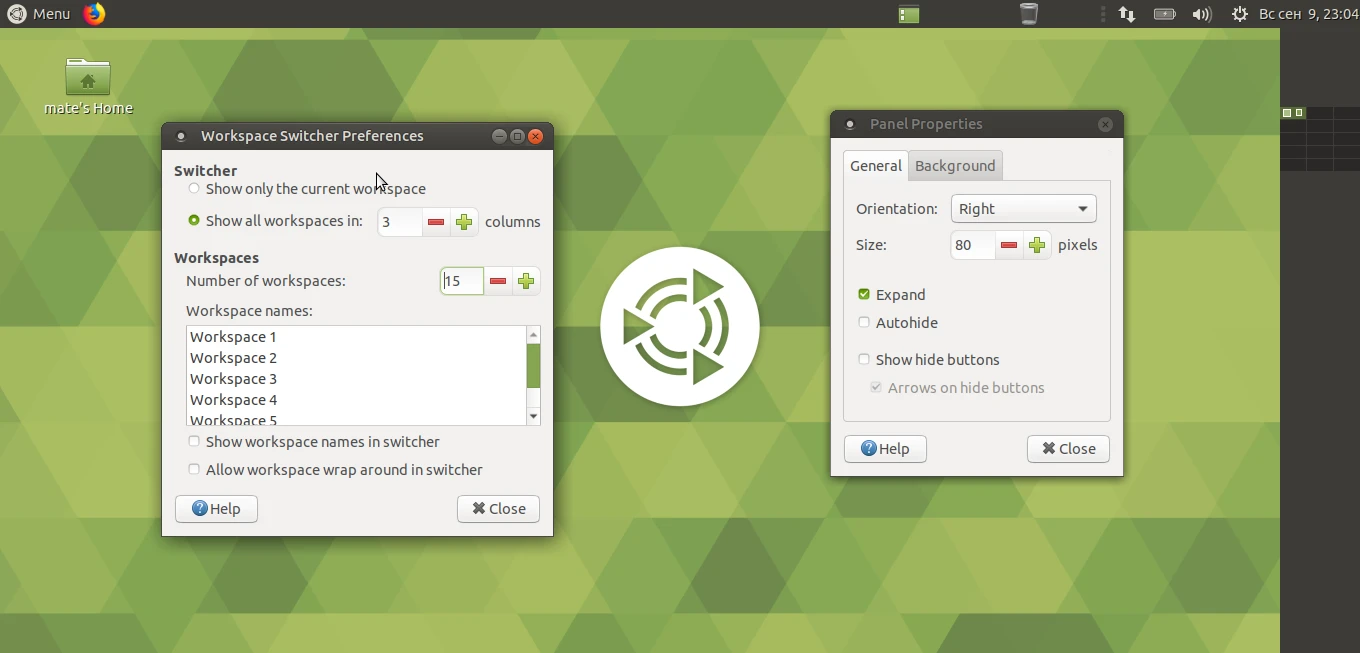 Menu
Вс сен 9, 23:04
mate's Home
Workspace Switcher Preferences
Switcher
Show only the current workspace
Show all workspaces in: 3 columns
Workspaces
Number of workspaces: 15
Workspace names:
Workspace 1
Workspace 2
Workspace 3
Workspace 4
Workspace 5
Show workspace names in switcher
Allow workspace wrap around in switcher
Help
Close
Panel Properties
General
Background
Orientation: Right
Size: 80 pixels
Expand
Autohide
Show hide buttons
Arrows on hide buttons
Help
Close